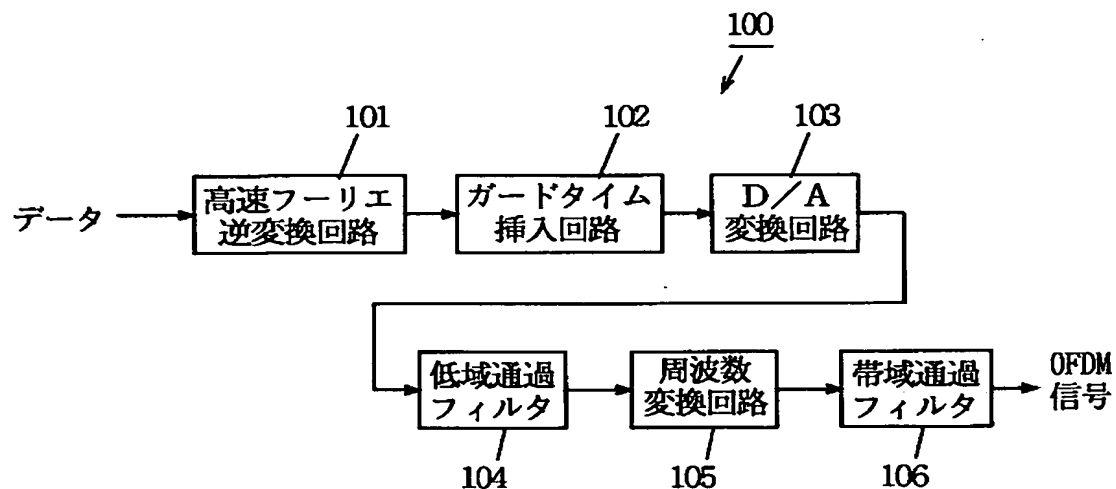 100
101
102
103
データ
高速フーリエ
逆変換回路
ガードタイム
挿入回路
D／A
変換回路
低域通過
フィルタ
周波数
変換回路
帯域通過
フィルタ
OFDM
信号
104
105
106